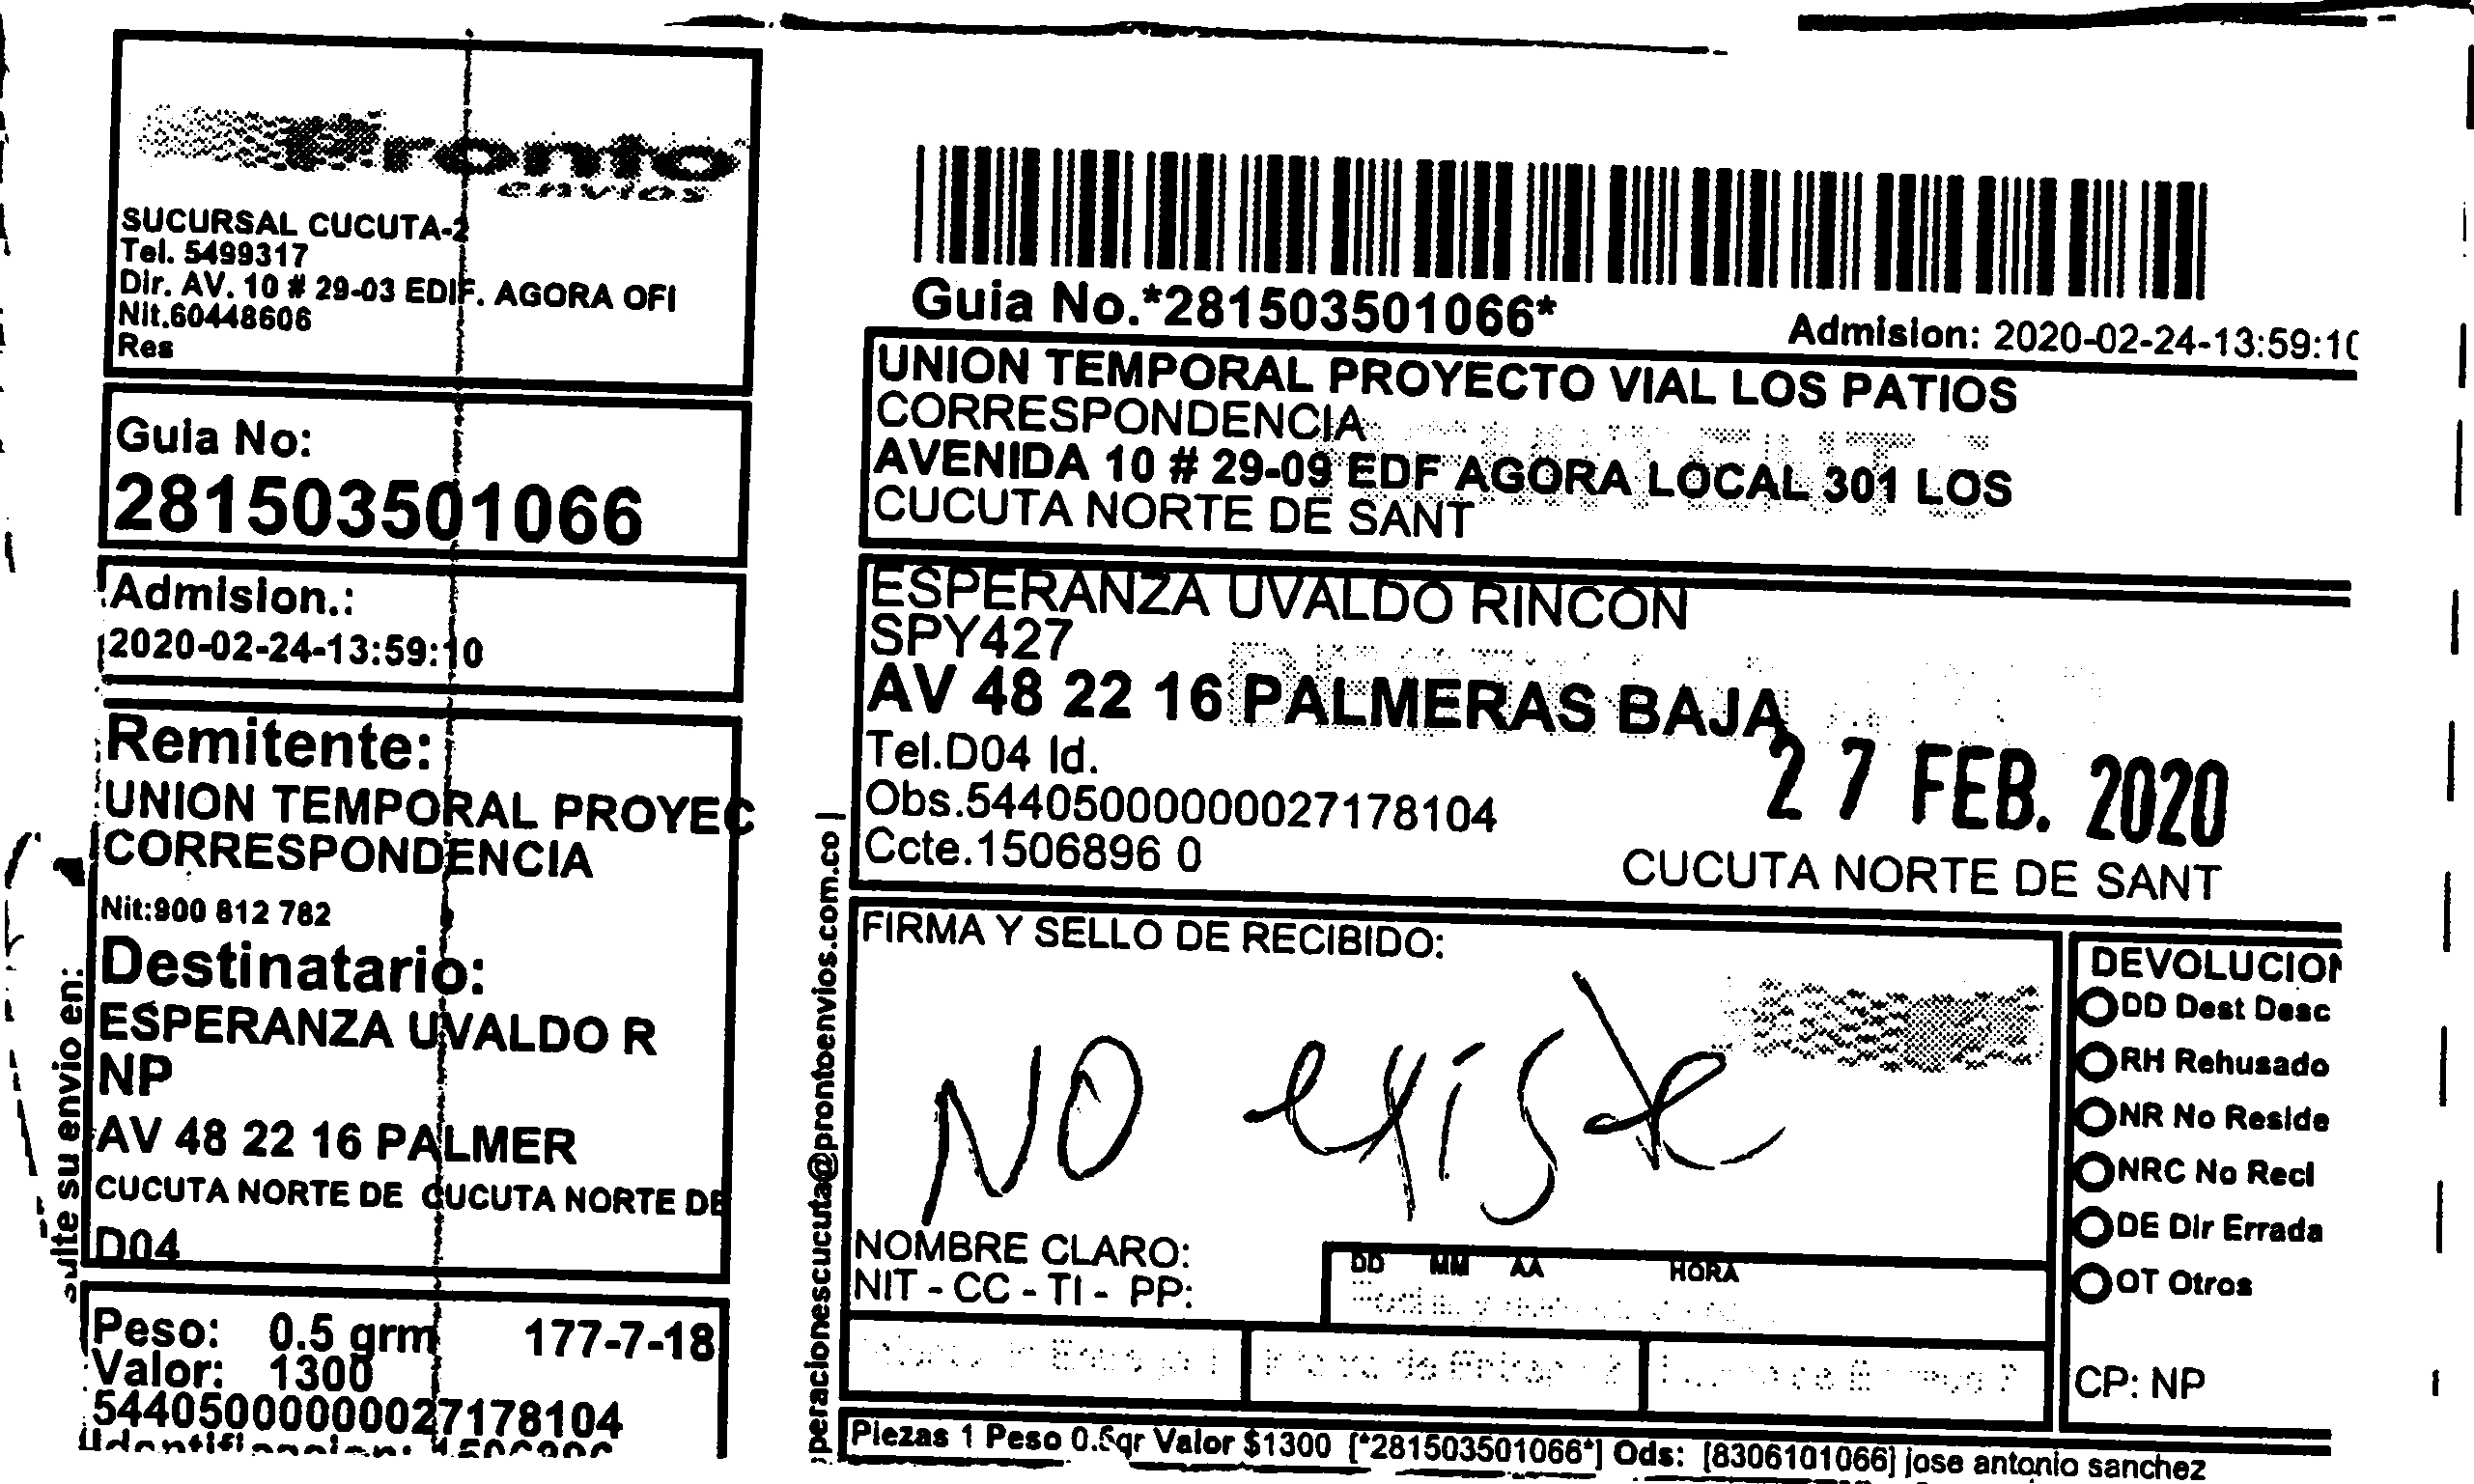 Pronto
envios
SUCURSAL CUCUTA-2
Tel. 5499317
Dir. AV. 10 # 29-03 EDIF. AGORA OFI
Nit.60448606
Res
Guia No:
281503501066
Admision.:
2020-02-24-13:59:10
Remitente:
UNION TEMPORAL PROYEC
CORRESPONDENCIA
Nit:900 812 782
Destinatario:
ESPERANZA UVALDO R
NP
AV 48 22 16 PALMER
CUCUTA NORTE DE CUCUTA NORTE DE
D04
Peso: 0.5 grm 177-7-18
Valor: 1300
544050000000027178104
su envio en:
operacionescucuta@prontoenvios.com.co |
Guia No.*281503501066*
Admision: 2020-02-24-13:59:10
UNION TEMPORAL PROYECTO VIAL LOS PATIOS
CORRESPONDENCIA
AVENIDA 10 # 29-09 EDF AGORA LOCAL 301 LOS
CUCUTA NORTE DE SANT
ESPERANZA UVALDO RINCON
SPY427
AV 48 22 16 PALMERAS BAJA
Tel.D04 Id.
Obs.544050000000027178104
Ccte.1506896 0
27 FEB. 2020
CUCUTA NORTE DE SANT
FIRMA Y SELLO DE RECIBIDO:
NO existe
NOMBRE CLARO:
NIT - CC - TI - PP:
DD MM AA HORA
DEVOLUCION
DD Dest Desc
RH Rehusado
NR No Reside
NRC No Recl
DE Dir Errada
OT Otros
CP: NP
Piezas 1 Peso 0.5gr Valor $1300 [*281503501066*] Ods: [8306101066] jose antonio sanchez